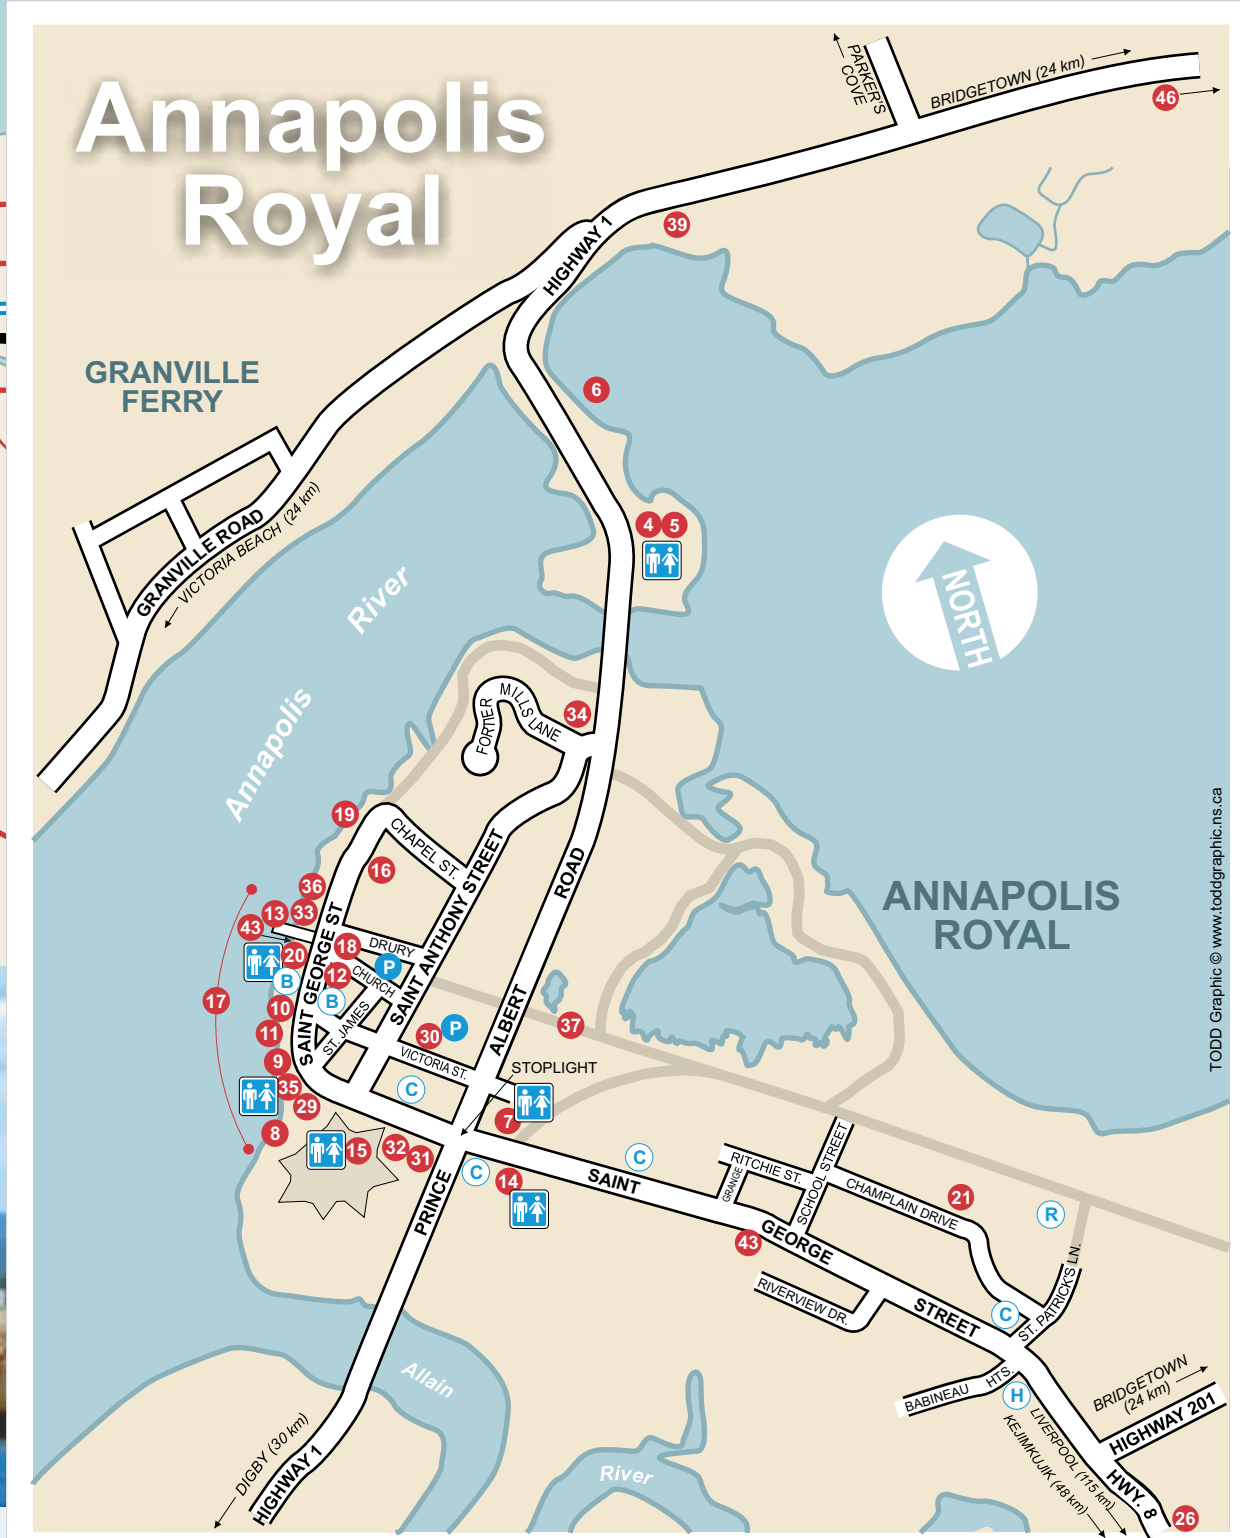 Annapolis
Royal
PARKER'S
COVE
BRIDGETOWN (24 km)
46
39
HIGHWAY 1
GRANVILLE
FERRY
6
4
5
GRANVILLE ROAD
VICTORIA BEACH (24 km)
River
Annapolis
NORTH
FORTIER
MILLS LANE
34
19
CHAPEL ST.
16
36
13
33
43
20
18
DRURY
P
12
CHURCH
B
B
17
10
11
9
35
29
8
SAINT GEORGE ST
ST. JAMES
SAINT ANTHONY STREET
ALBERT
ROAD
30
P
VICTORIA ST.
37
STOPLIGHT
C
7
15
32
31
C
14
C
PRINCE
SAINT
GEORGE
STREET
ANNAPOLIS
ROYAL
TODD Graphic © www.toddgraphic.ns.ca
RITCHIE ST.
GRANGE
SCHOOL STREET
CHAMPLAIN DRIVE
21
R
43
RIVERVIEW DR.
C
ST. PATRICK'S LN.
BABINEAU
HTS.
H
BRIDGETOWN
(24 km)
HIGHWAY 201
LIVERPOOL (115 km)
KEJIMKUJIK (48 km)
HWY. 8
26
Allain
River
DIGBY (30 km)
HIGHWAY 1